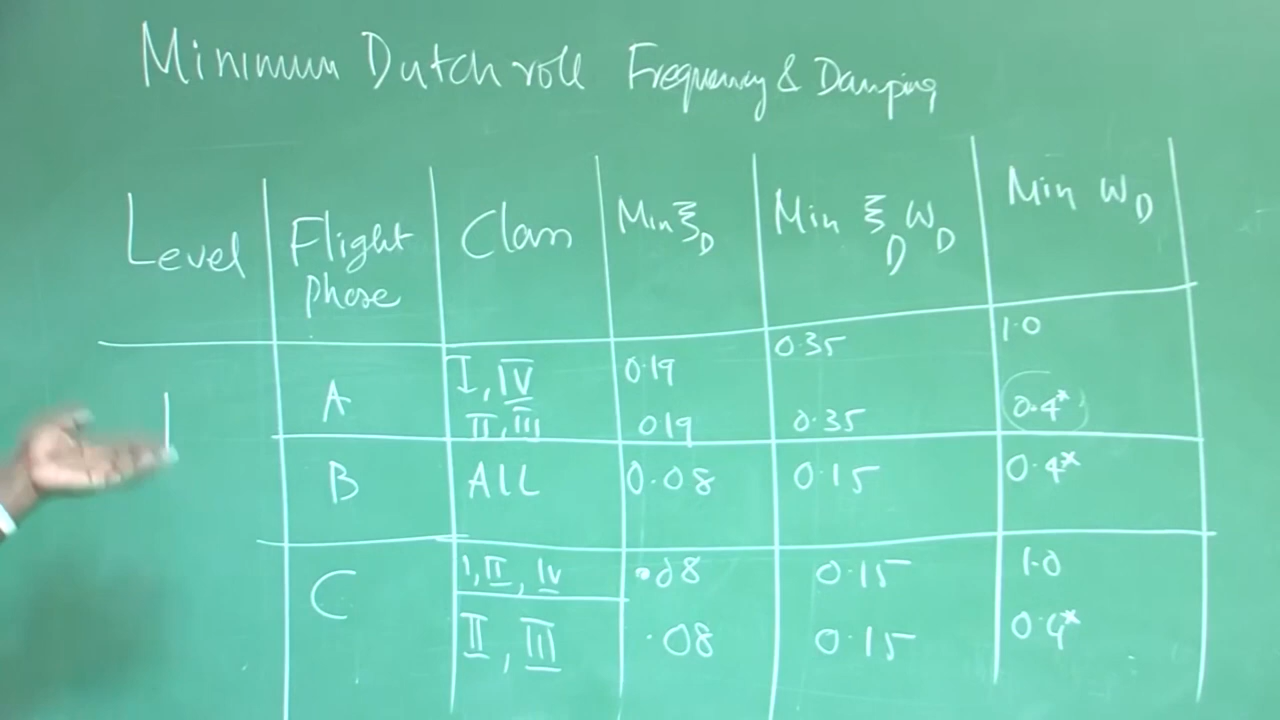 Minimum Dutch roll Frequency & Damping
Level Flight phase Class Min ξD Min ξD ωD Min ωD
1 A I, IV 0.19 0.35 1.0
II, III 0.19 0.35 0.4*
B ALL 0.08 0.15 0.4*
C I, II, IV .08 0.15 1.0
II, III .08 0.15 0.4*